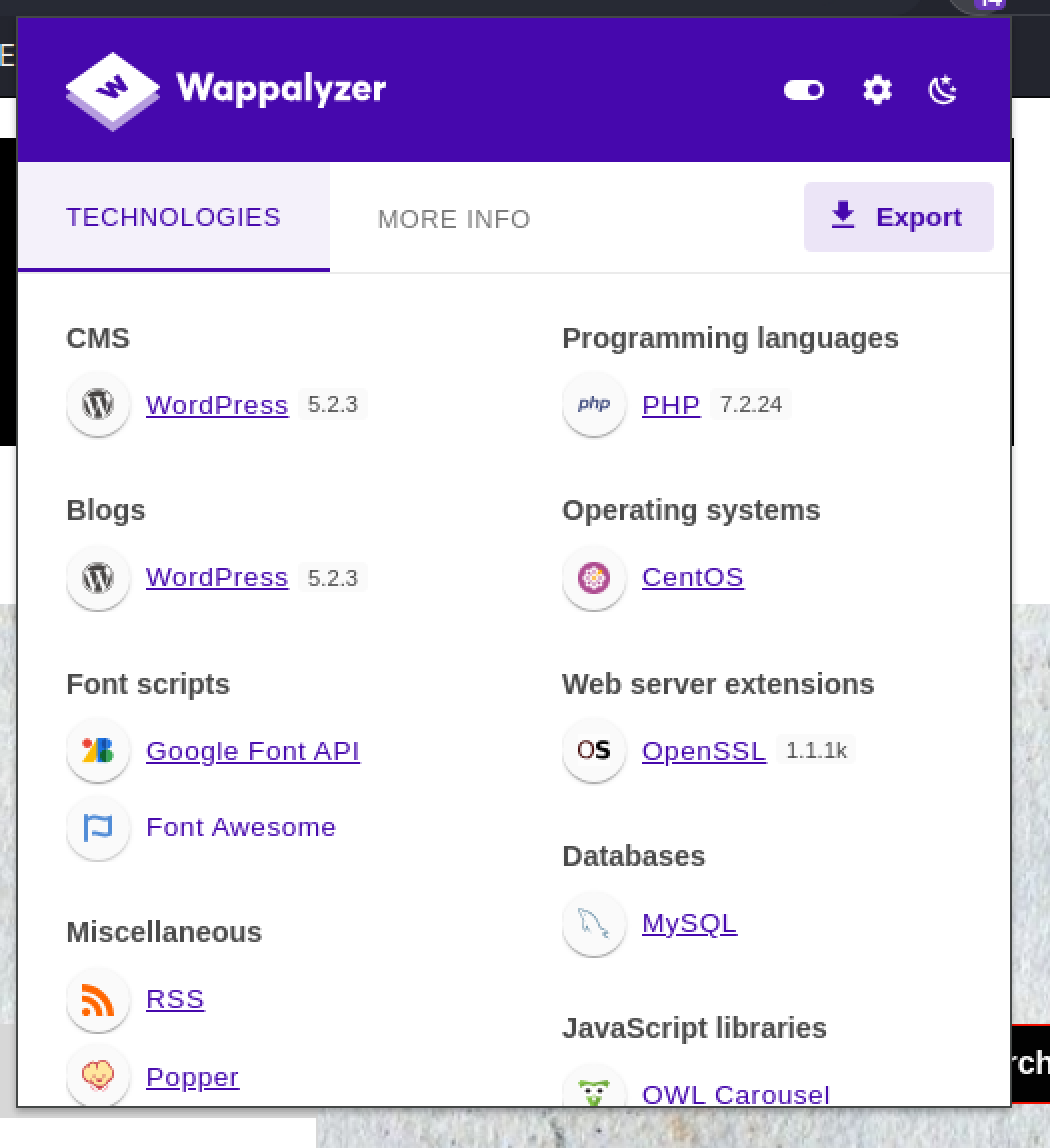 14
E
Wappalyzer
TECHNOLOGIES
MORE INFO
Export
CMS
WordPress 5.2.3
Blogs
WordPress 5.2.3
Font scripts
Google Font API
Font Awesome
Miscellaneous
RSS
Popper
Programming languages
php PHP 7.2.24
Operating systems
CentOS
Web server extensions
OS OpenSSL 1.1.1k
Databases
MySQL
JavaScript libraries
OWL Carousel
rch